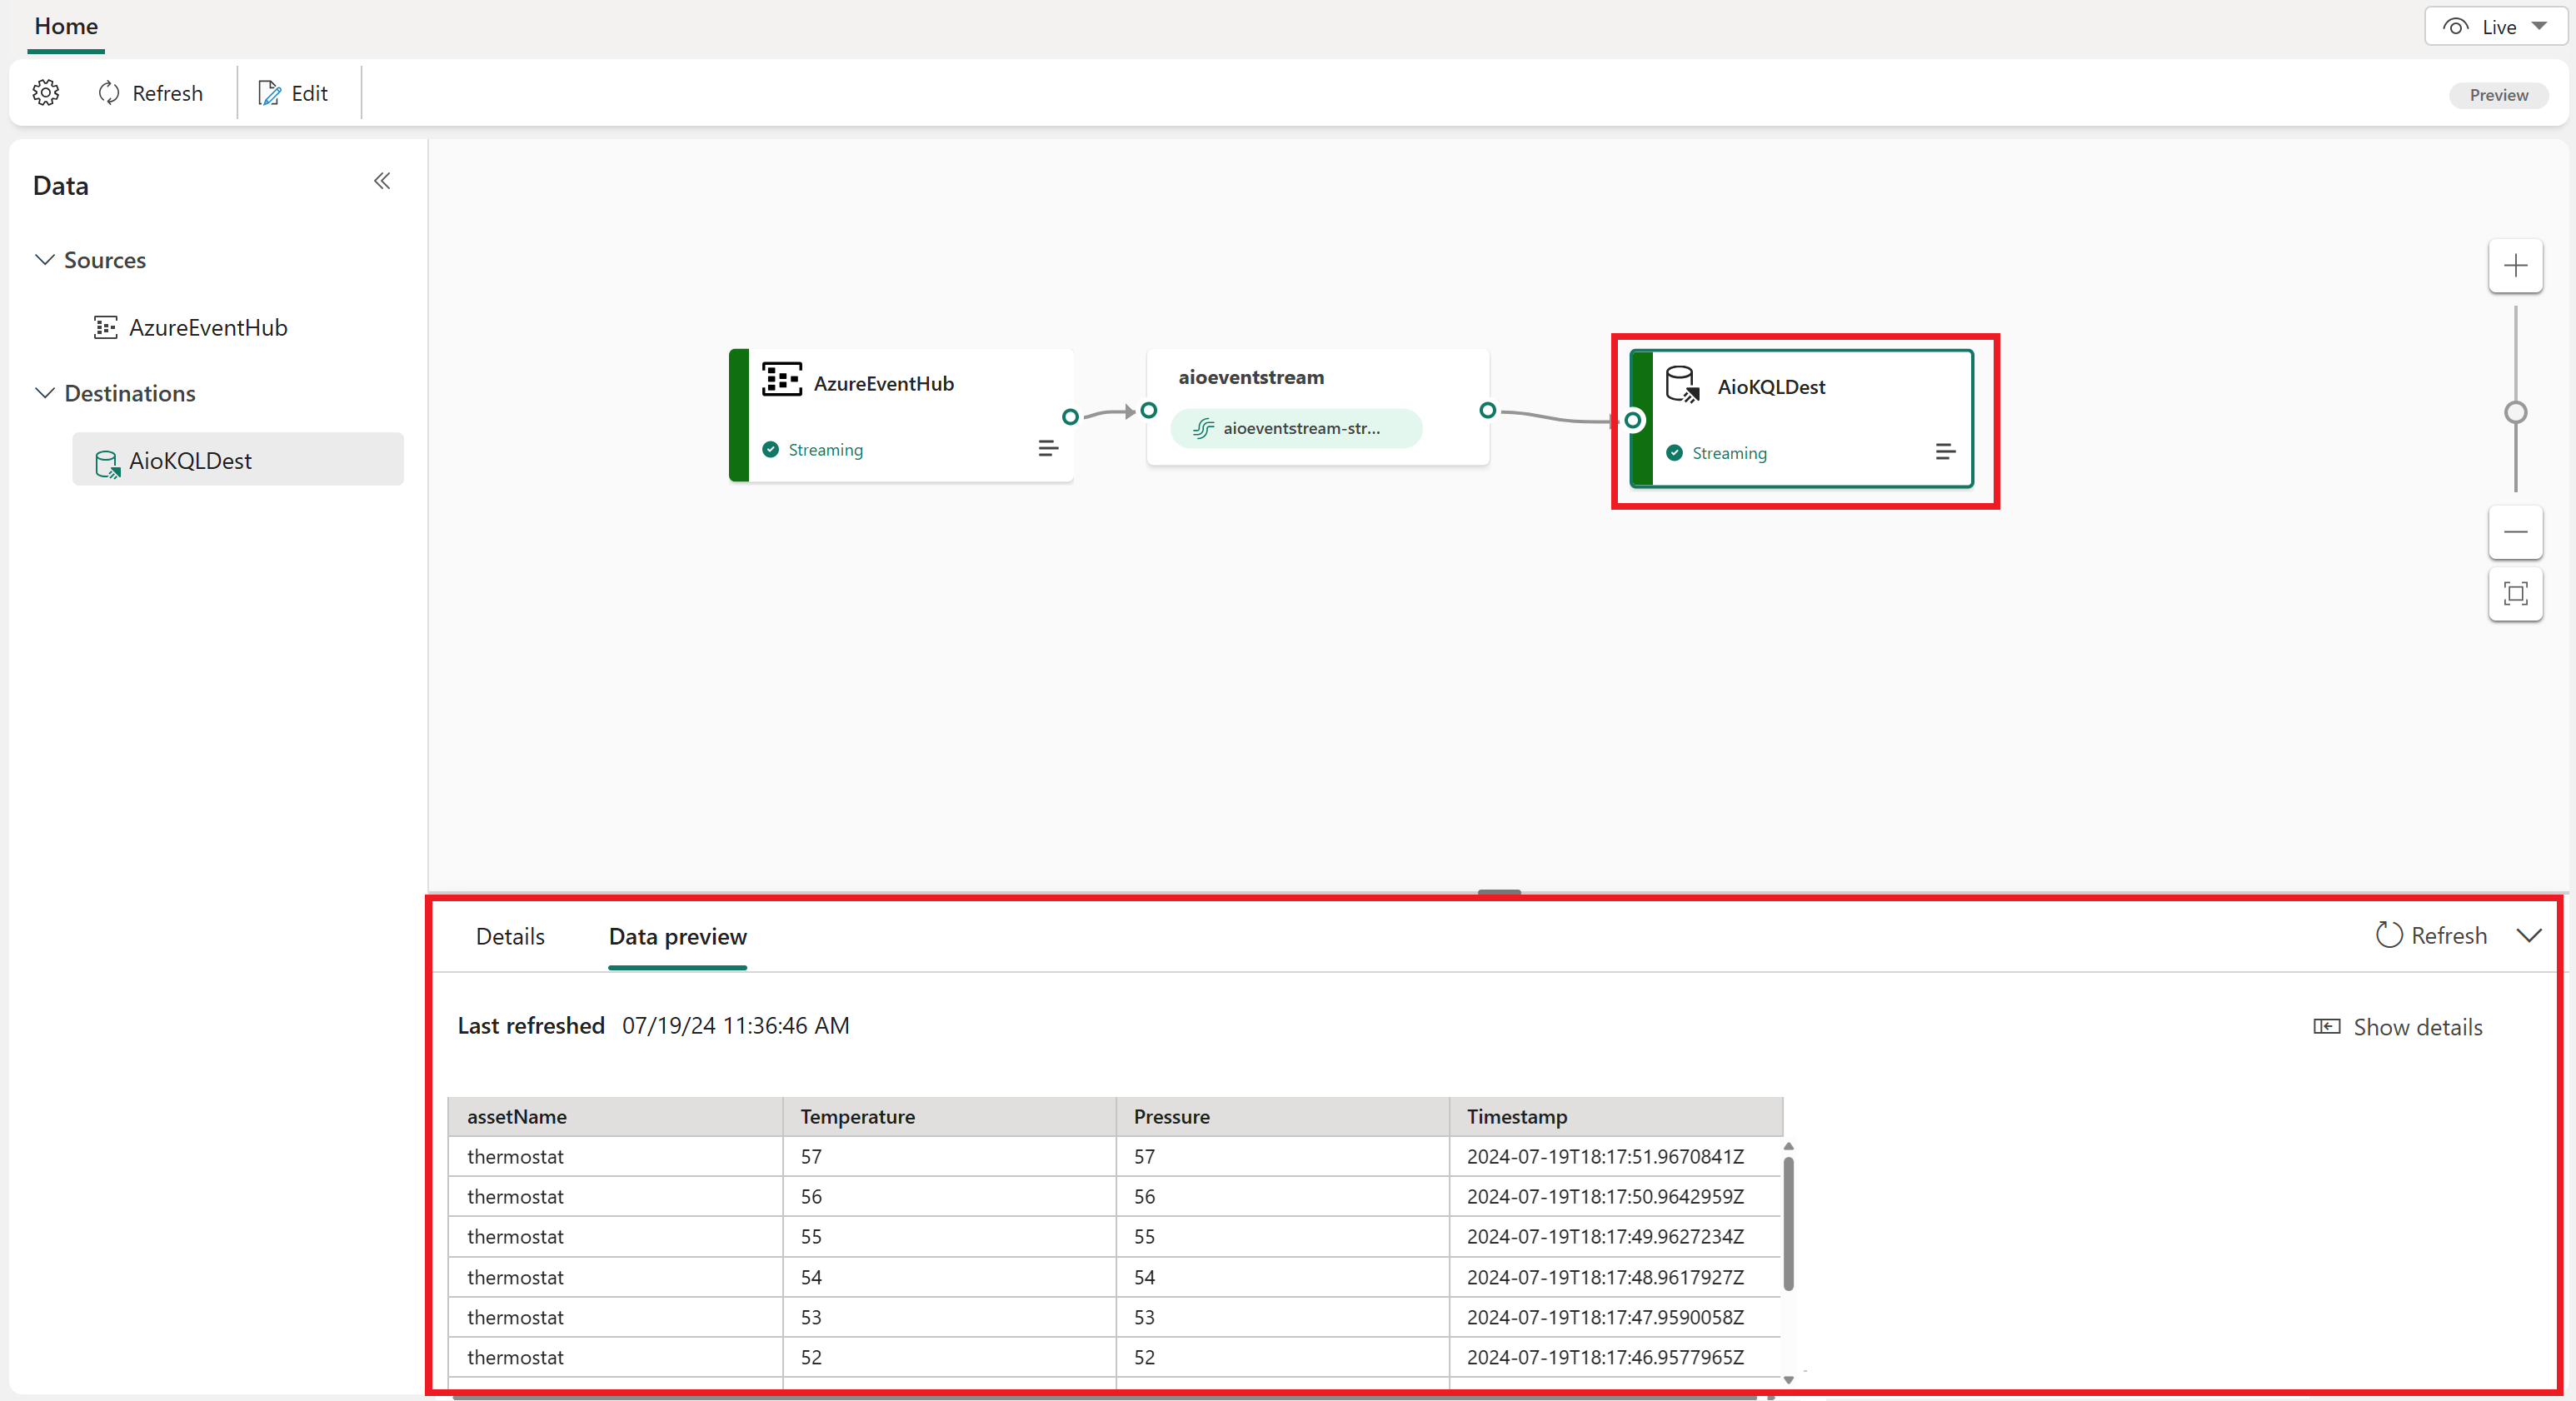 Home
Live
Refresh
Edit
Preview
Data
Sources
AzureEventHub
Destinations
AioKQLDest
AzureEventHub
Streaming
aioeventstream
aioeventstream-str...
AioKQLDest
Streaming
Details
Data preview
Refresh
Last refreshed 07/19/24 11:36:46 AM
Show details
assetName Temperature Pressure Timestamp
thermostat 57 57 2024-07-19T18:17:51.9670841Z
thermostat 56 56 2024-07-19T18:17:50.9642959Z
thermostat 55 55 2024-07-19T18:17:49.9627234Z
thermostat 54 54 2024-07-19T18:17:48.9617927Z
thermostat 53 53 2024-07-19T18:17:47.9590058Z
thermostat 52 52 2024-07-19T18:17:46.9577965Z